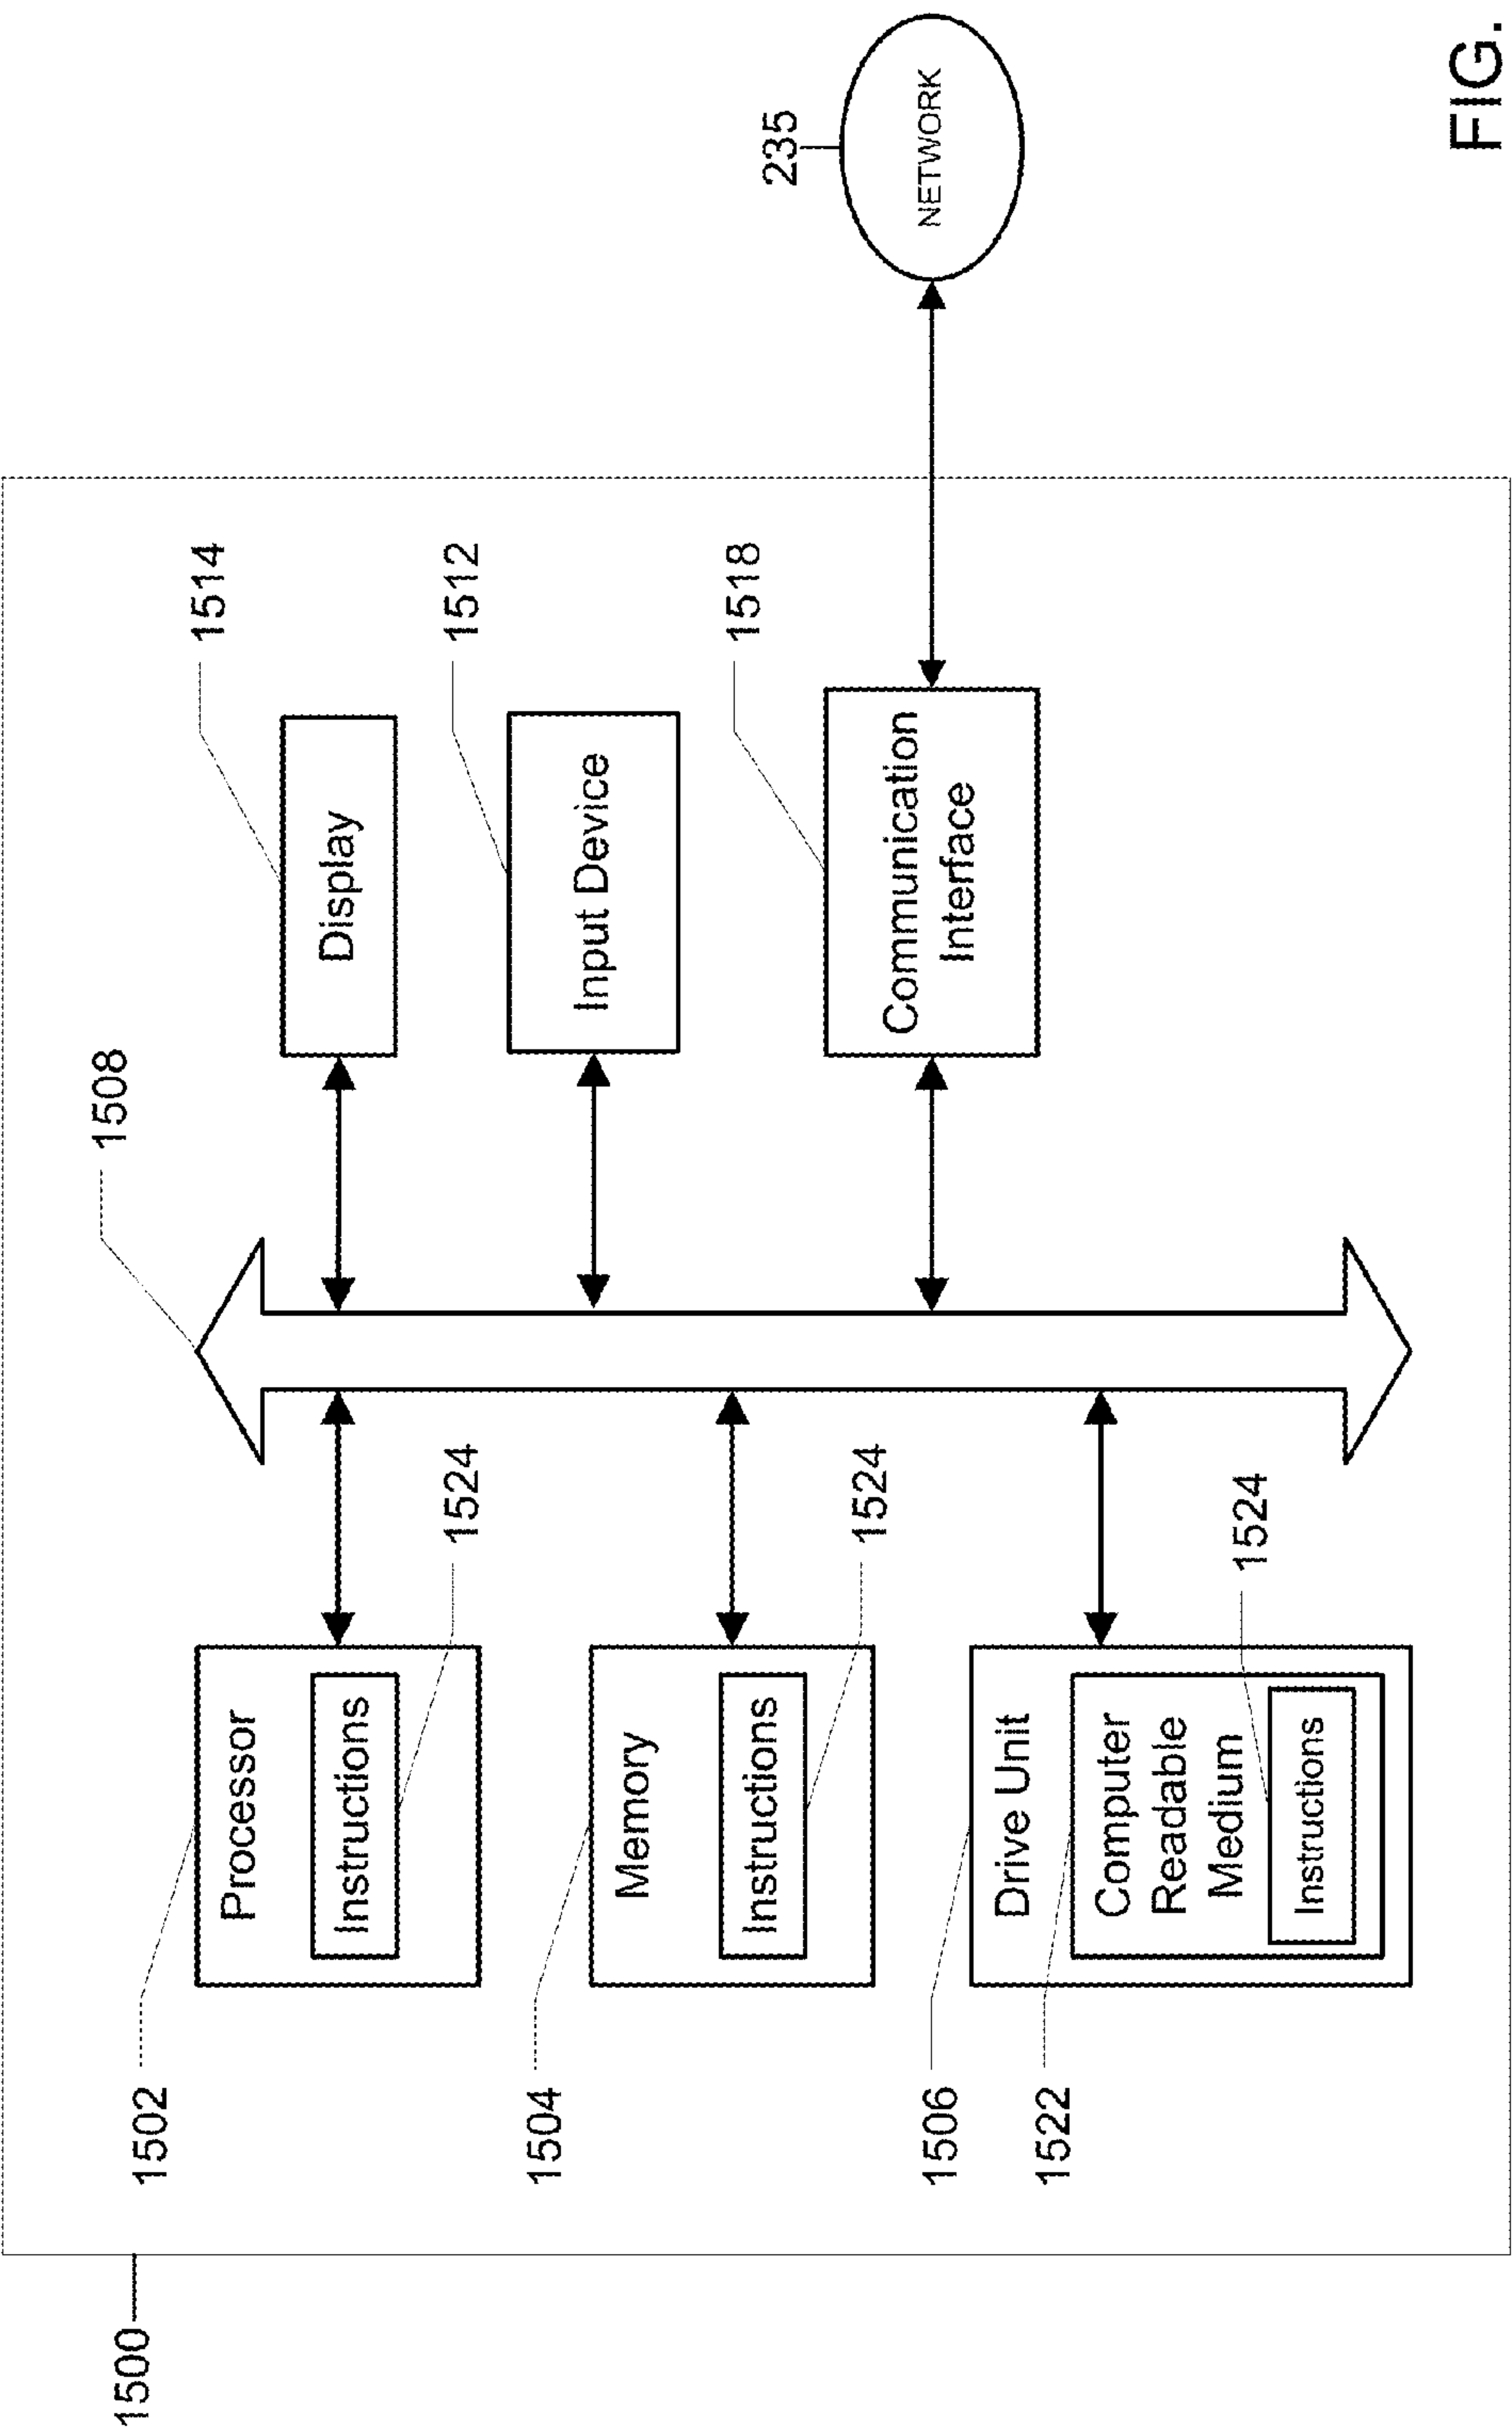 1500
1502
Processor
Instructions
1524
1504
Memory
Instructions
1524
1506
Drive Unit
1522
Computer
Readable
Medium
Instructions
1524
1508
1514
Display
1512
Input Device
1518
Communication
Interface
235
NETWORK
FIG.